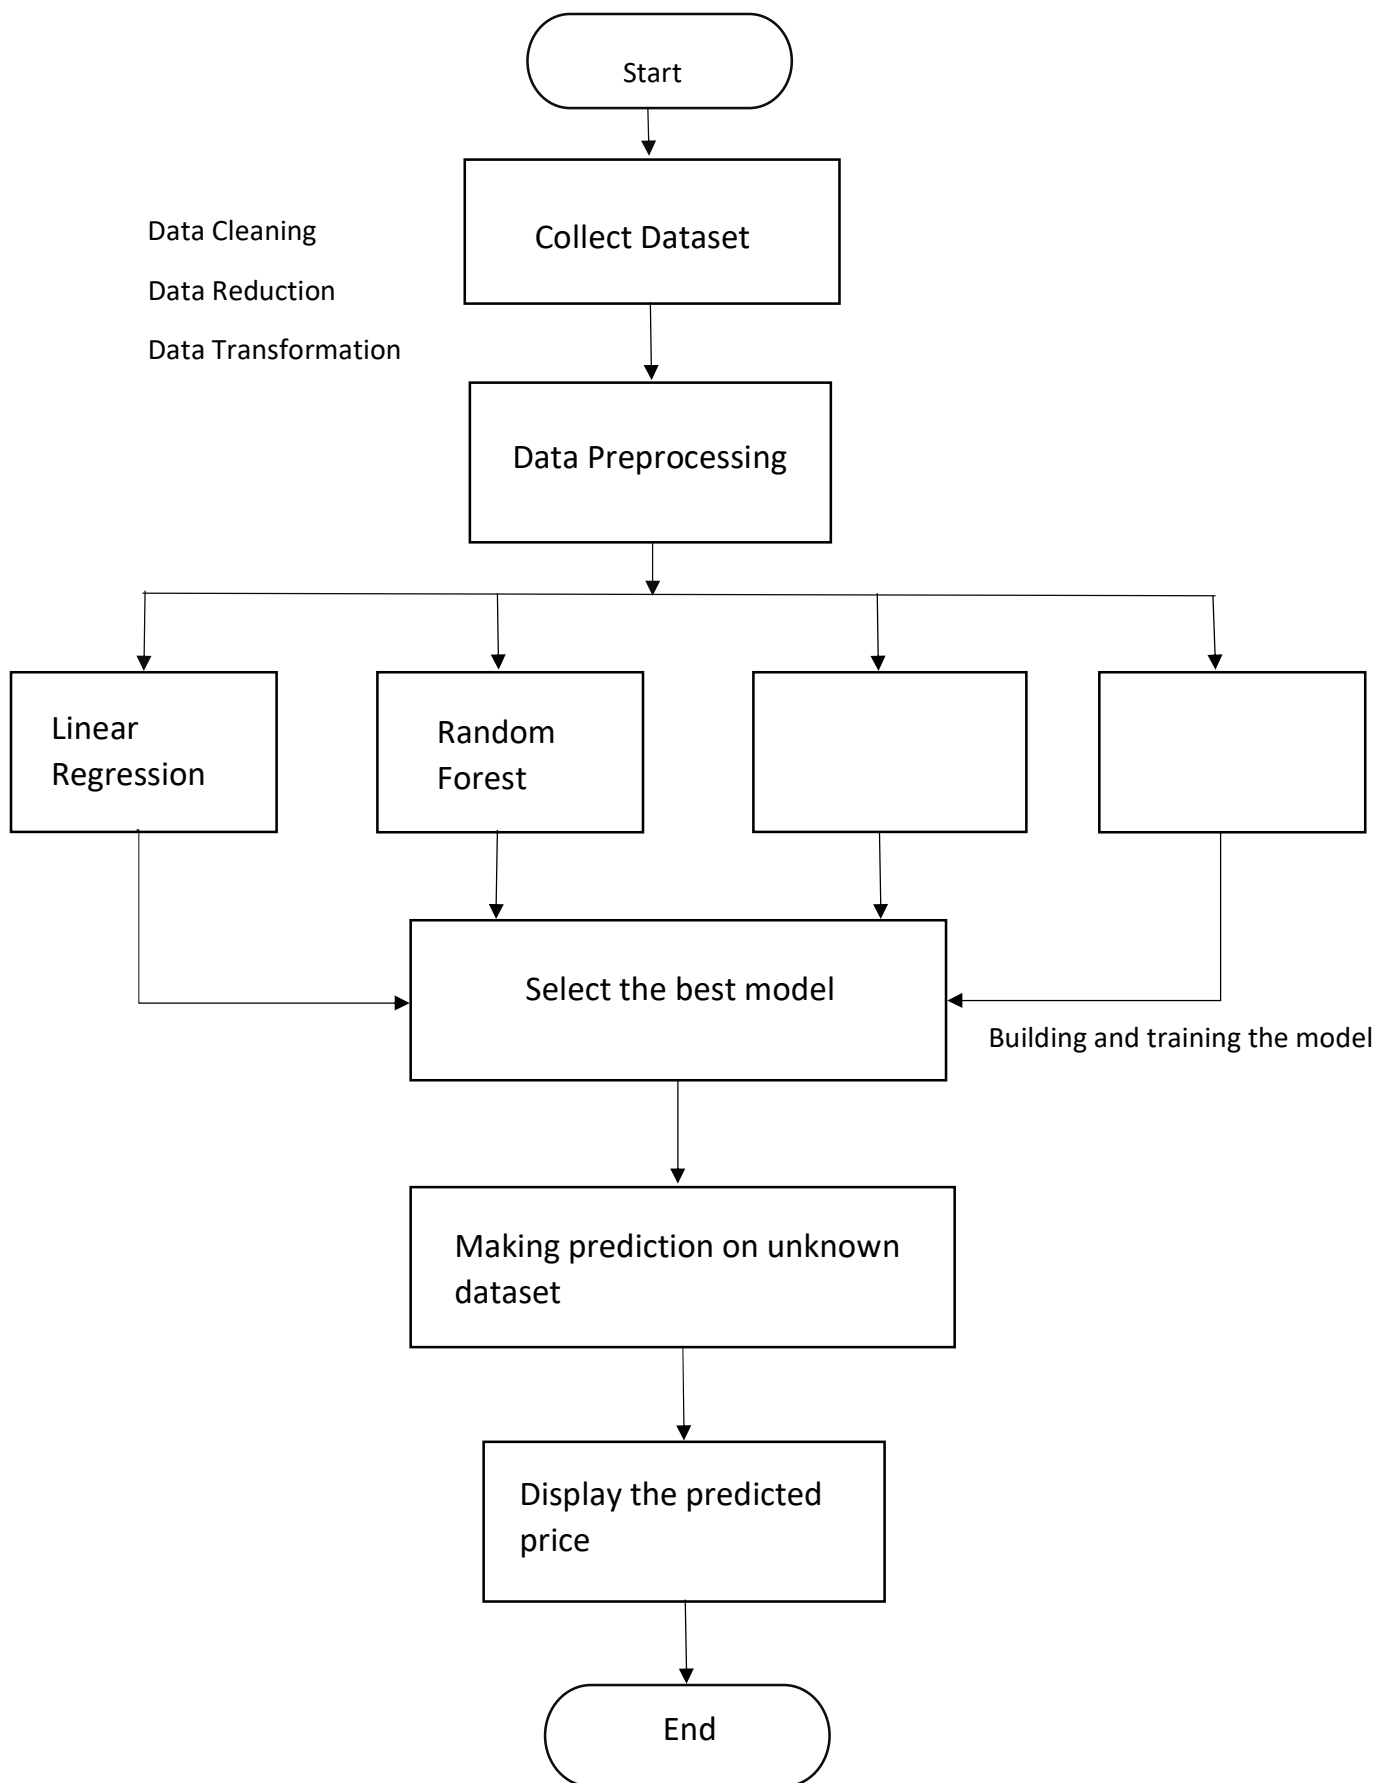 Start
Data Cleaning
Collect Dataset
Data Reduction
Data Transformation
Data Preprocessing
Linear
Regression
Random
Forest
Select the best model
Building and training the model
Making prediction on unknown
dataset
Display the predicted
price
End